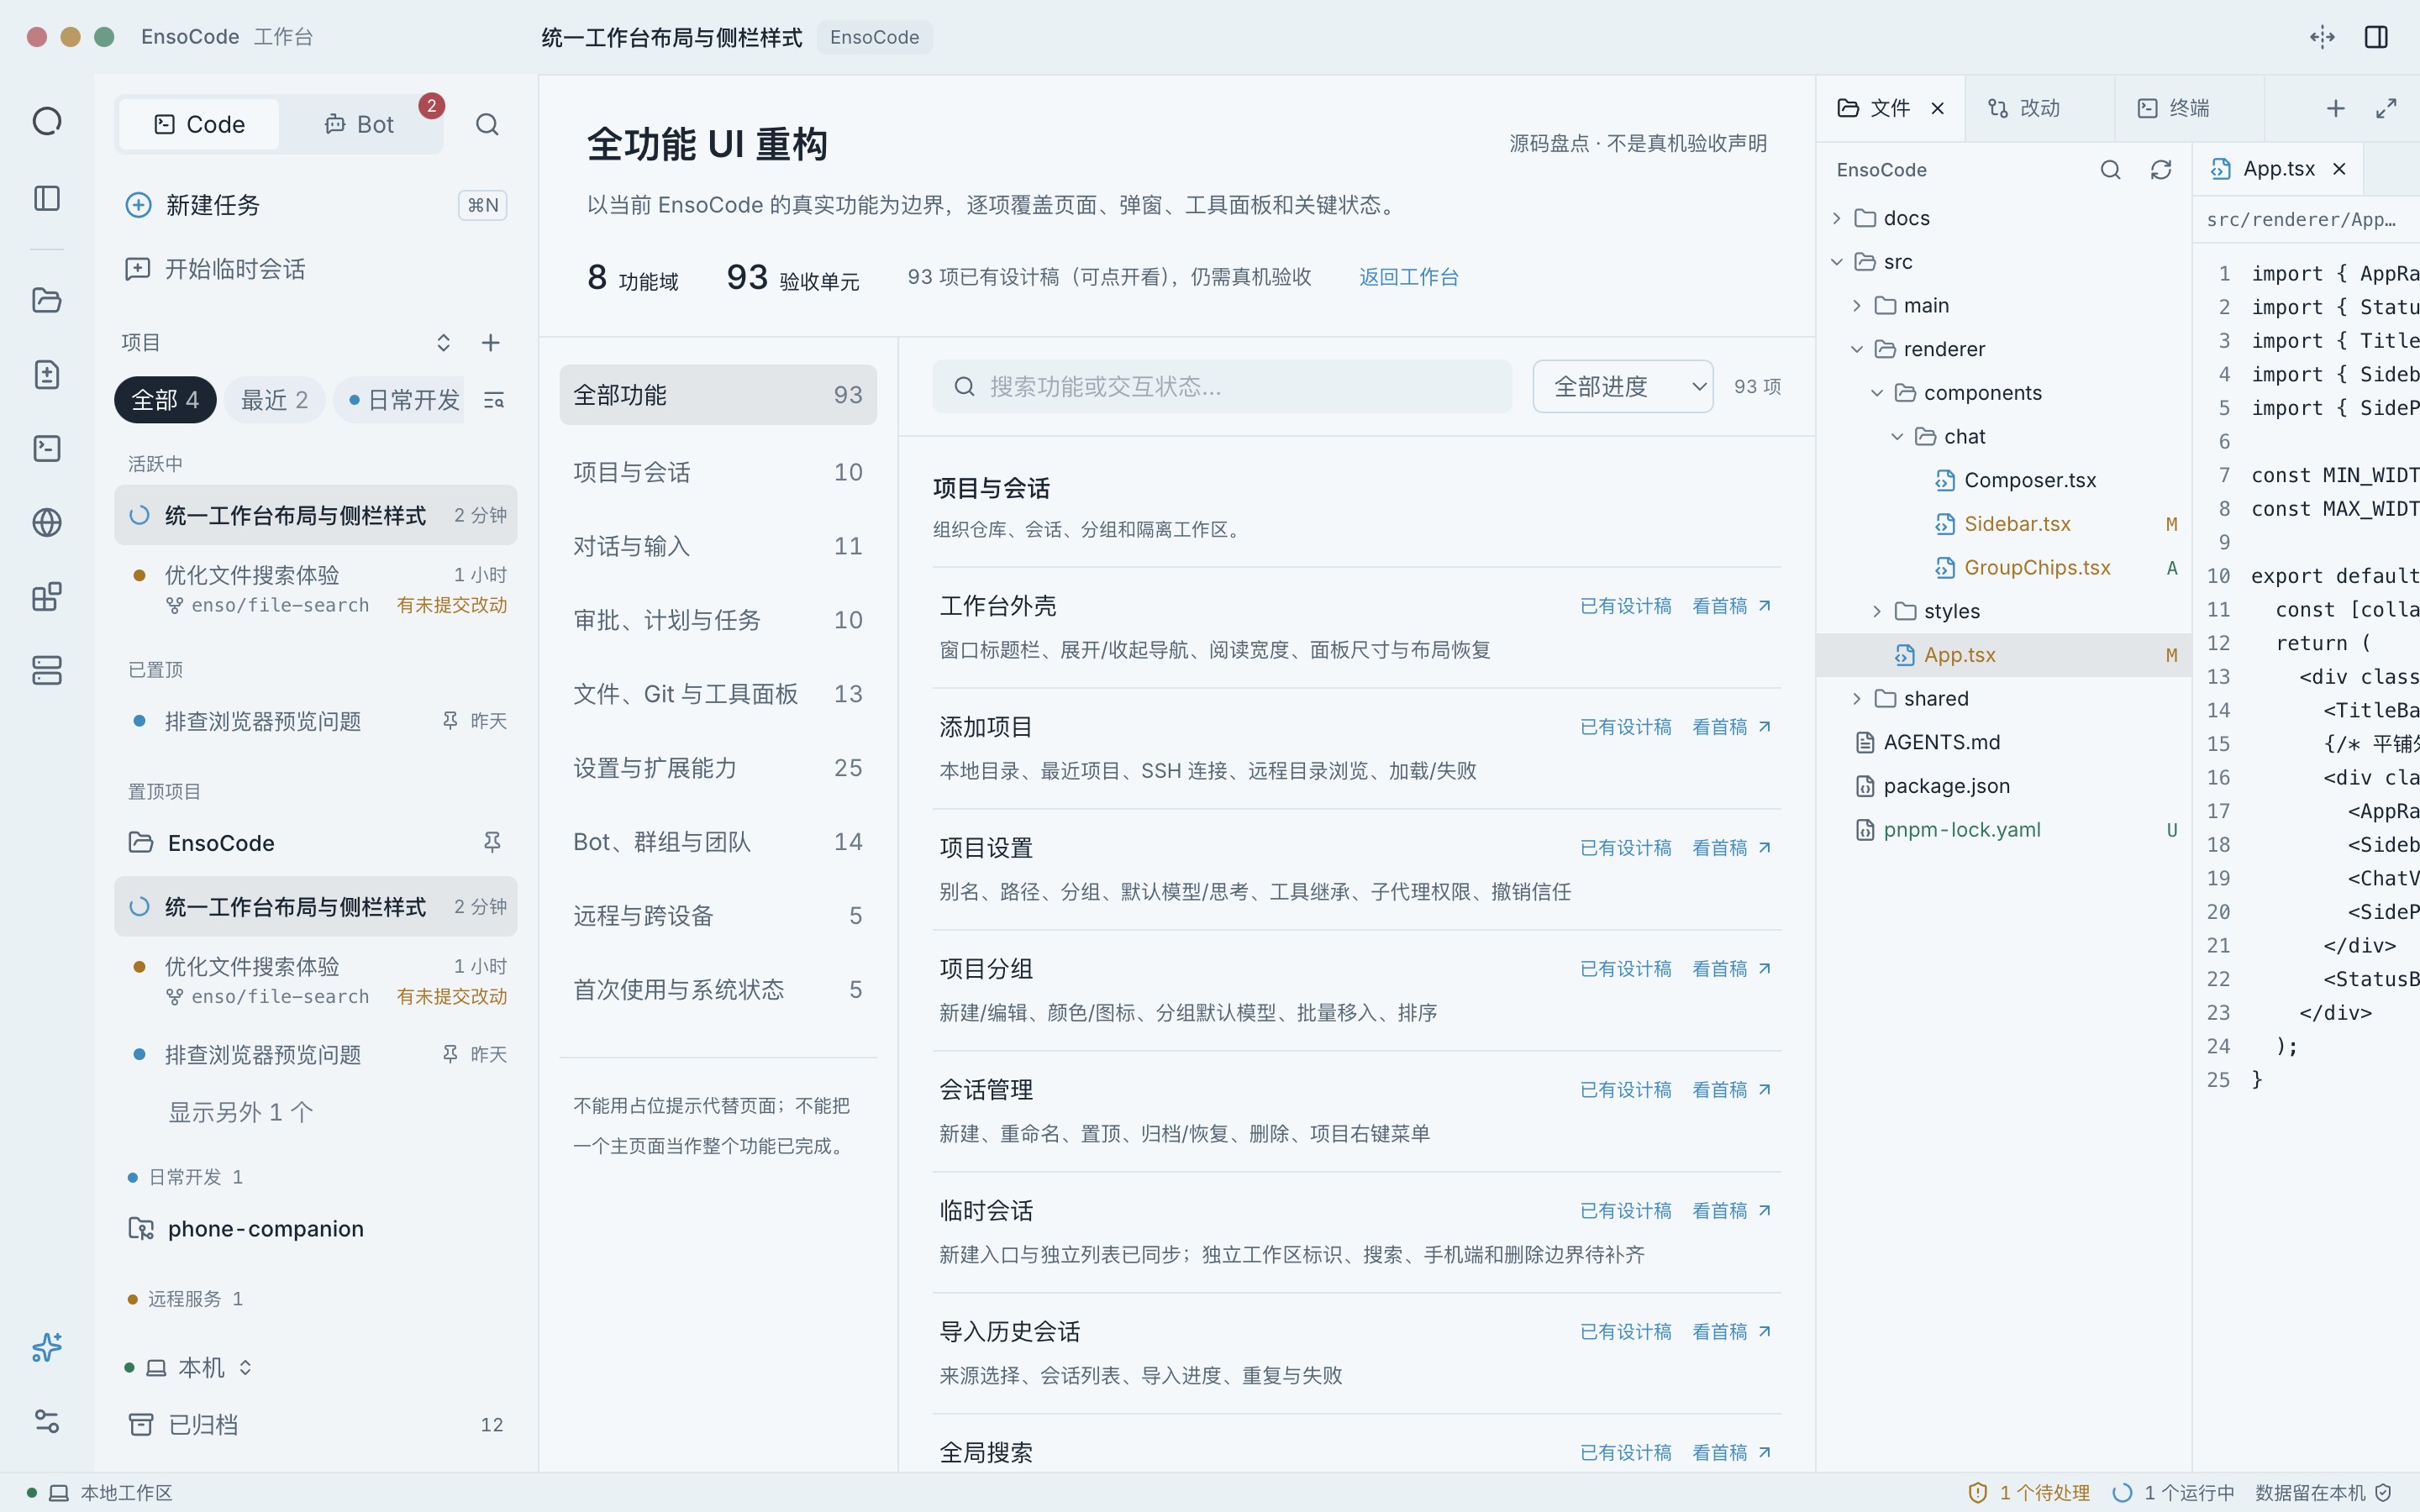 EnsoCode 工作台
统一工作台布局与侧栏样式 EnsoCode
Code
Bot
2
新建任务
⌘N
开始临时会话
项目
全部 4
最近 2
日常开发
活跃中
统一工作台布局与侧栏样式 2 分钟
优化文件搜索体验 1 小时
enso/file-search 有未提交改动
已置顶
排查浏览器预览问题 昨天
置顶项目
EnsoCode
统一工作台布局与侧栏样式 2 分钟
优化文件搜索体验 1 小时
enso/file-search 有未提交改动
排查浏览器预览问题 昨天
显示另外 1 个
日常开发 1
phone-companion
远程服务 1
本机
已归档 12
全功能 UI 重构
源码盘点 · 不是真机验收声明
以当前 EnsoCode 的真实功能为边界，逐项覆盖页面、弹窗、工具面板和关键状态。
8 功能域 93 验收单元 93 项已有设计稿（可点开看），仍需真机验收 返回工作台
全部功能 93
项目与会话 10
对话与输入 11
审批、计划与任务 10
文件、Git 与工具面板 13
设置与扩展能力 25
Bot、群组与团队 14
远程与跨设备 5
首次使用与系统状态 5
不能用占位提示代替页面；不能把
一个主页面当作整个功能已完成。
搜索功能或交互状态...
全部进度
93 项
项目与会话
组织仓库、会话、分组和隔离工作区。
工作台外壳 已有设计稿 看首稿
窗口标题栏、展开/收起导航、阅读宽度、面板尺寸与布局恢复
添加项目 已有设计稿 看首稿
本地目录、最近项目、SSH 连接、远程目录浏览、加载/失败
项目设置 已有设计稿 看首稿
别名、路径、分组、默认模型/思考、工具继承、子代理权限、撤销信任
项目分组 已有设计稿 看首稿
新建/编辑、颜色/图标、分组默认模型、批量移入、排序
会话管理 已有设计稿 看首稿
新建、重命名、置顶、归档/恢复、删除、项目右键菜单
临时会话 已有设计稿 看首稿
新建入口与独立列表已同步；独立工作区标识、搜索、手机端和删除边界待补齐
导入历史会话 已有设计稿 看首稿
来源选择、会话列表、导入进度、重复与失败
全局搜索 已有设计稿 看首稿
文件
改动
终端
EnsoCode
docs
src
main
renderer
components
chat
Composer.tsx
Sidebar.tsx M
GroupChips.tsx A
styles
App.tsx M
shared
AGENTS.md
package.json
pnpm-lock.yaml U
App.tsx
src/renderer/App…
1 import { AppRa
2 import { Statu
3 import { Title
4 import { Sideb
5 import { SideP
6
7 const MIN_WIDT
8 const MAX_WIDT
9
10 export default
11 const [colla
12 return (
13 <div class
14 <TitleBa
15 {/* 平铺
16 <div cla
17 <AppRa
18 <Sideb
19 <ChatV
20 <SideP
21 </div>
22 <StatusB
23 </div>
24 );
25 }
本地工作区
1 个待处理
1 个运行中
数据留在本机